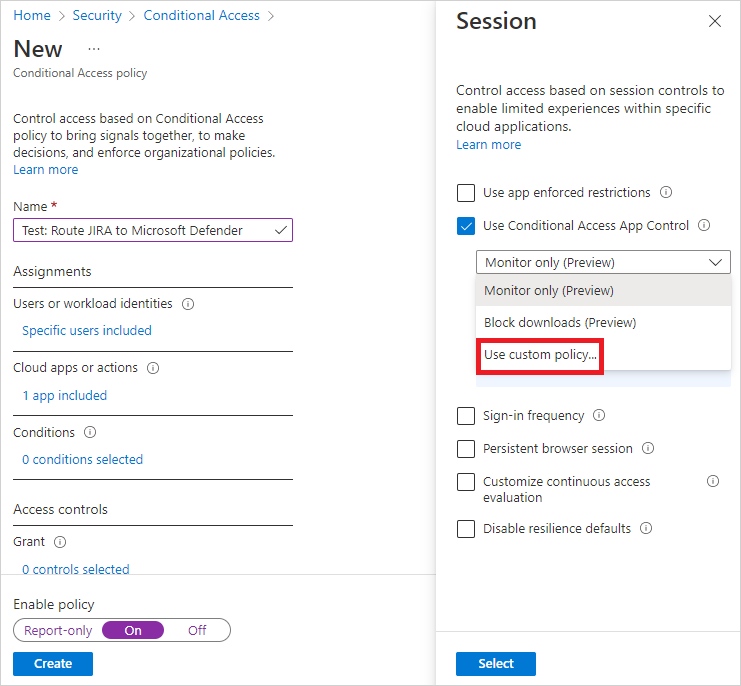 Home > Security > Conditional Access >
New ...
Conditional Access policy
Control access based on Conditional Access
policy to bring signals together, to make
decisions, and enforce organizational policies.
Learn more
Name *
Test: Route JIRA to Microsoft Defender
Assignments
Users or workload identities
Specific users included
Cloud apps or actions
1 app included
Conditions
0 conditions selected
Access controls
Grant
0 controls selected
Enable policy
Report-only On Off
Create
Session
Control access based on session controls to
enable limited experiences within specific
cloud applications.
Learn more
Use app enforced restrictions
Use Conditional Access App Control
Monitor only (Preview)
Monitor only (Preview)
Block downloads (Preview)
Use custom policy...
Sign-in frequency
Persistent browser session
Customize continuous access
evaluation
Disable resilience defaults
Select